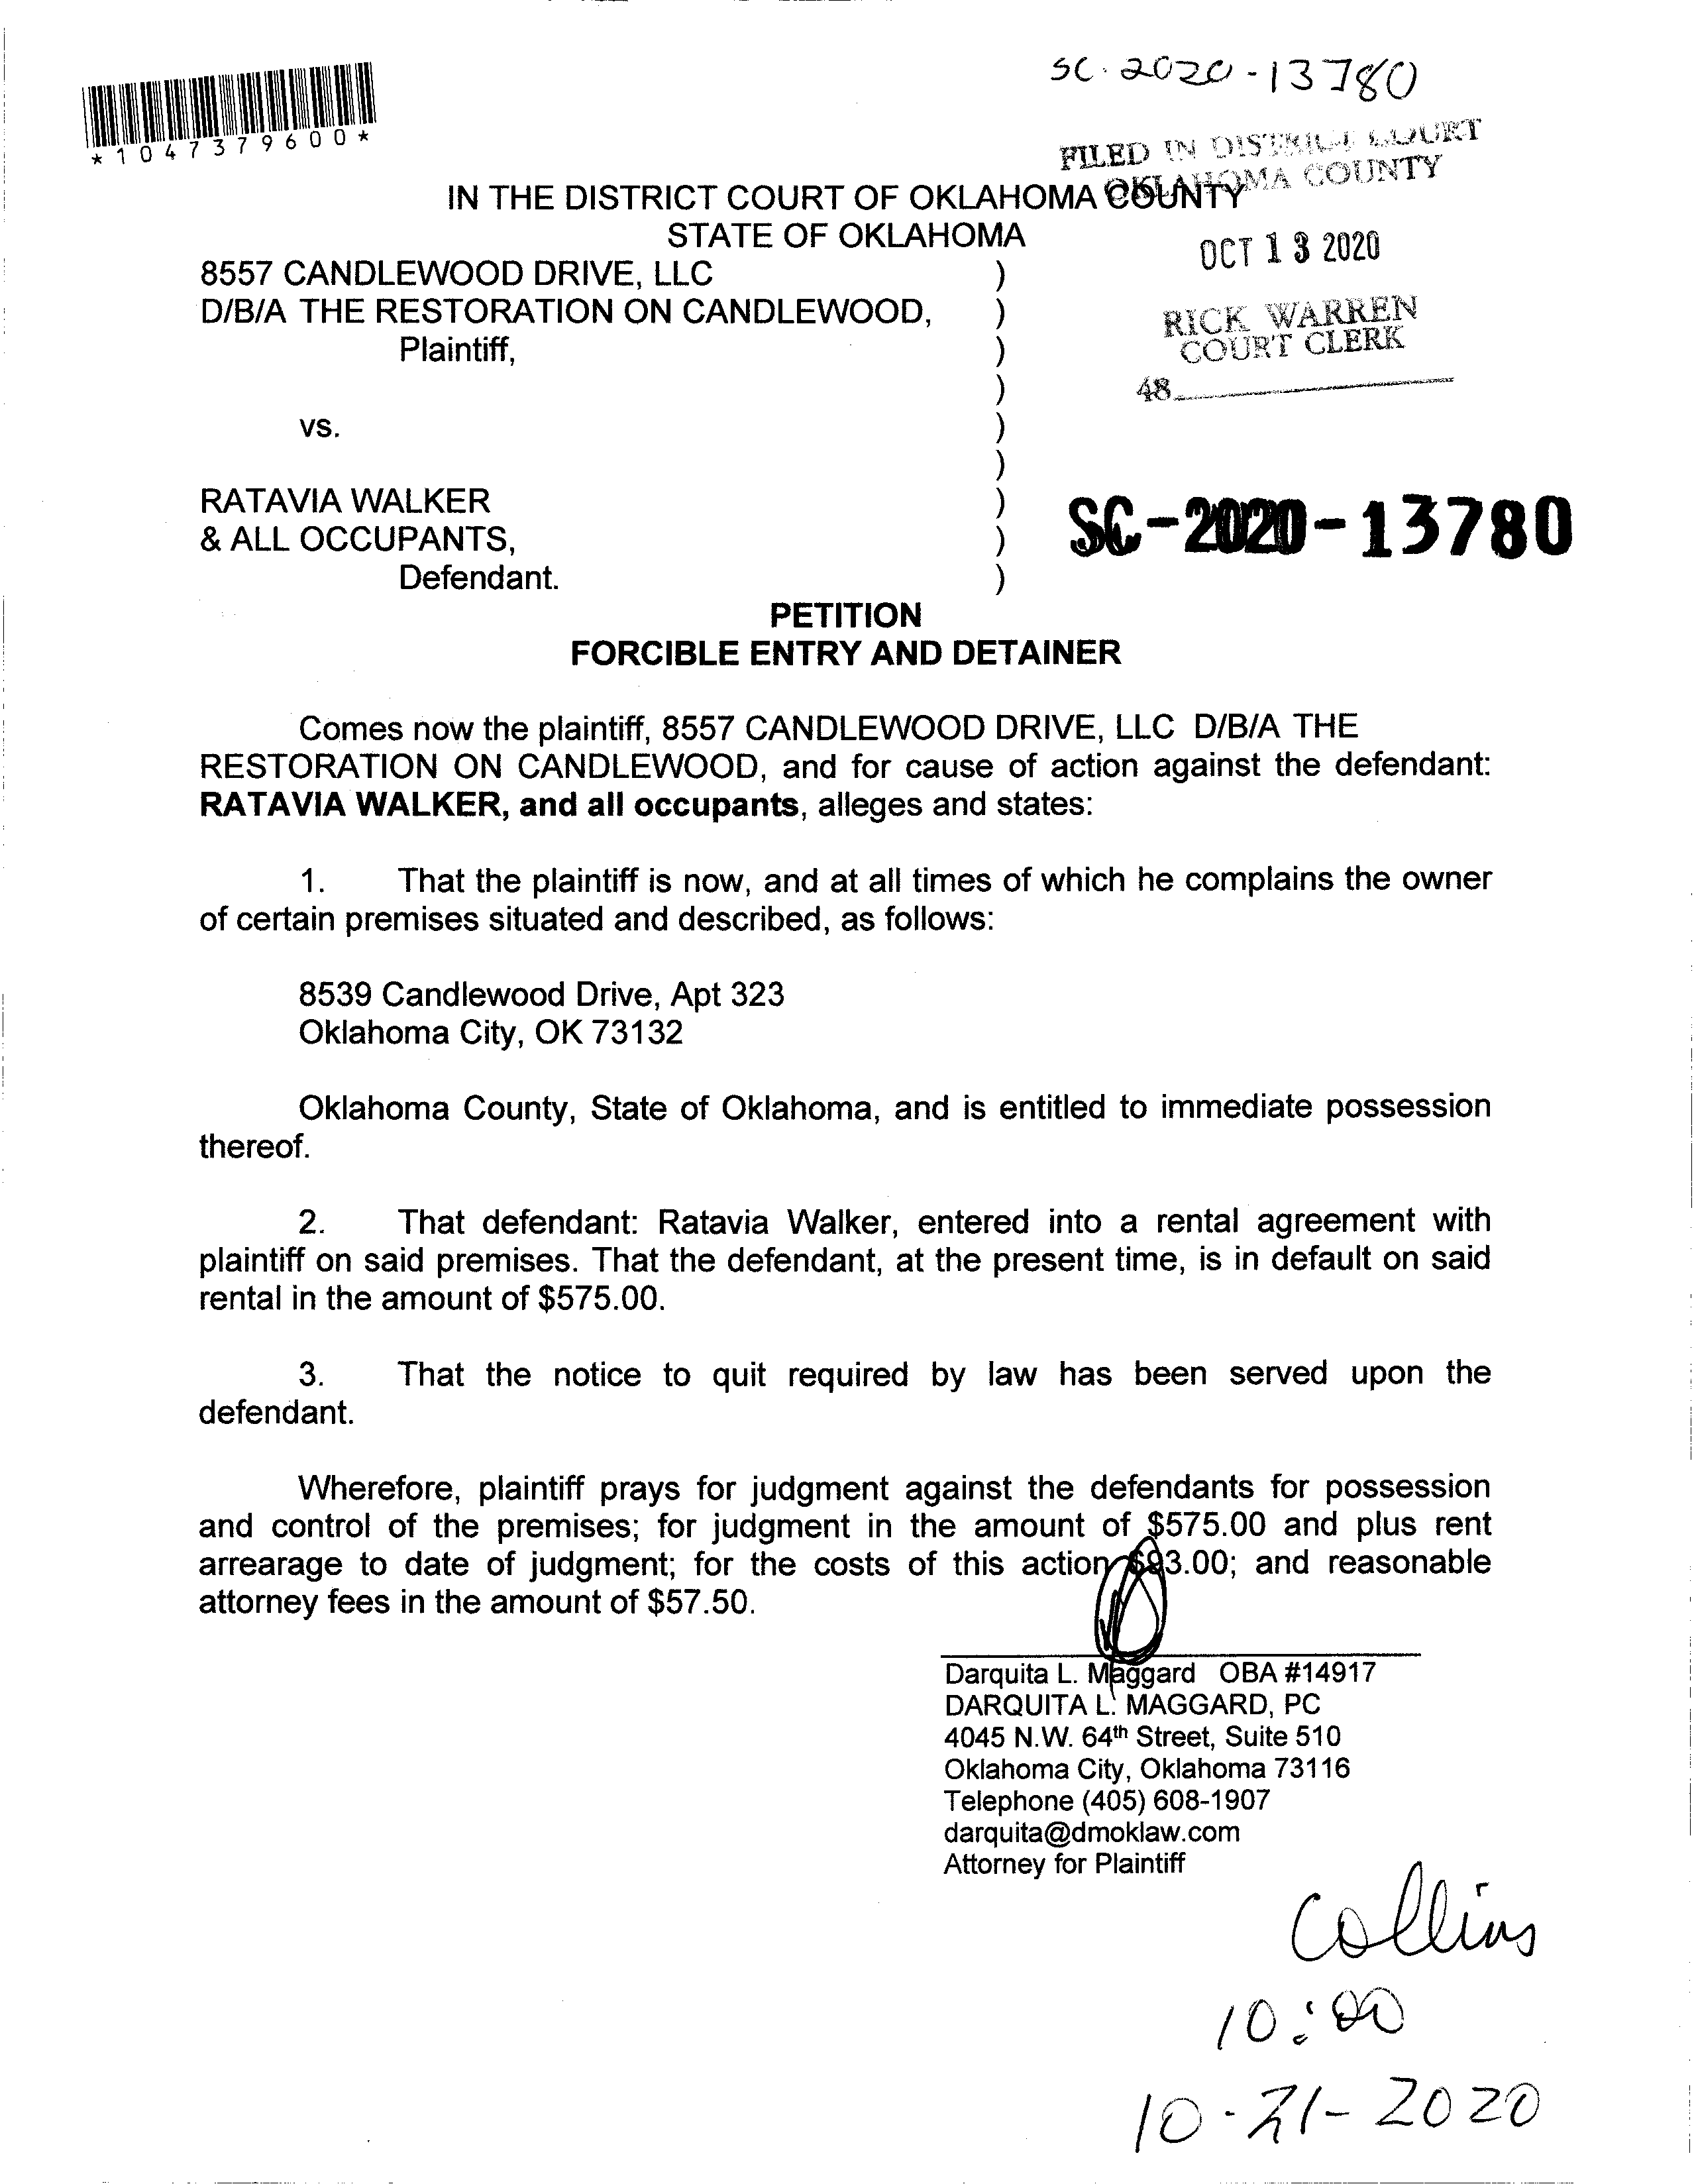 SC-2020-13780
*1047379600*
FILED IN DISTRICT COURT
OKLAHOMA COUNTY
IN THE DISTRICT COURT OF OKLAHOMA COUNTY
STATE OF OKLAHOMA
OCT 13 2020
8557 CANDLEWOOD DRIVE, LLC )
D/B/A THE RESTORATION ON CANDLEWOOD, )
RICK WARREN
COURT CLERK
Plaintiff, )
)
48
vs. )
)
RATAVIA WALKER )
& ALL OCCUPANTS, )
SC-2020-13780
Defendant. )
PETITION
FORCIBLE ENTRY AND DETAINER
Comes now the plaintiff, 8557 CANDLEWOOD DRIVE, LLC D/B/A THE
RESTORATION ON CANDLEWOOD, and for cause of action against the defendant:
RATAVIA WALKER, and all occupants, alleges and states:
1. That the plaintiff is now, and at all times of which he complains the owner
of certain premises situated and described, as follows:
8539 Candlewood Drive, Apt 323
Oklahoma City, OK 73132
Oklahoma County, State of Oklahoma, and is entitled to immediate possession
thereof.
2. That defendant: Ratavia Walker, entered into a rental agreement with
plaintiff on said premises. That the defendant, at the present time, is in default on said
rental in the amount of $575.00.
3. That the notice to quit required by law has been served upon the
defendant.
Wherefore, plaintiff prays for judgment against the defendants for possession
and control of the premises; for judgment in the amount of $575.00 and plus rent
arrearage to date of judgment; for the costs of this action $93.00; and reasonable
attorney fees in the amount of $57.50.
Darquita L. Maggard OBA #14917
DARQUITA L. MAGGARD, PC
4045 N.W. 64th Street, Suite 510
Oklahoma City, Oklahoma 73116
Telephone (405) 608-1907
darquita@dmoklaw.com
Attorney for Plaintiff
Collins
10:00
10-21-2020